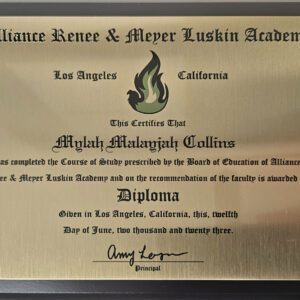 lliance Renee & Meyer Luskin Academ
Los Angeles California
This Certifies That
Mylah Malayjah Collins
as completed the Course of Study prescribed by the Board of Education of Alliance
ee & Meyer Luskin Academy and on the recommendation of the faculty is awarded
Diploma
Given in Los Angeles, California, this, twelfth
Day of June, two thousand and twenty three.
Principal